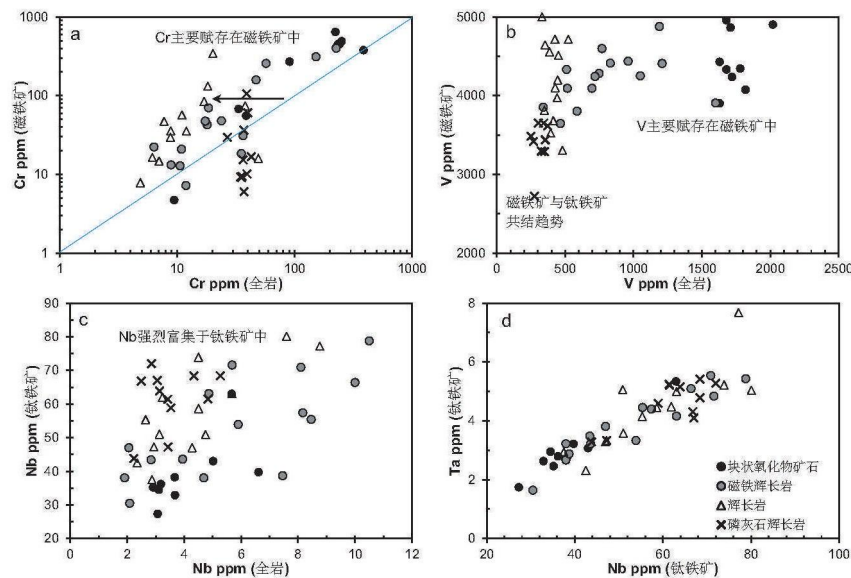 a
Cr主要赋存在磁铁矿中
Cr ppm (磁铁矿)
1000
100
10
1
1
10
100
1000
Cr ppm (全岩)
b
V主要赋存在磁铁矿中
磁铁矿与钛铁矿
共结趋势
V ppm (磁铁矿)
5000
4000
3000
2000
0
500
1000
1500
2000
2500
V ppm (全岩)
c
Nb强烈富集于钛铁矿中
Nb ppm (钛铁矿)
90
80
70
60
50
40
30
20
0
2
4
6
8
10
12
Nb ppm (全岩)
d
Ta ppm (钛铁矿)
8
6
4
2
0
20
40
60
80
100
Nb ppm (钛铁矿)
块状氧化物矿石
磁铁辉长岩
辉长岩
磷灰石辉长岩